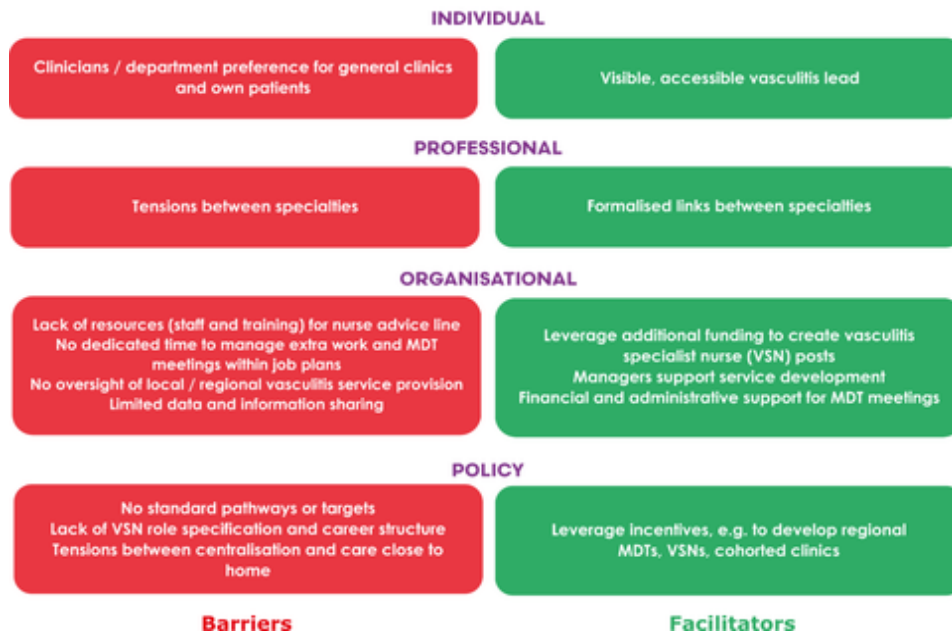 INDIVIDUAL
Clinicians / department preference for general clinics
and own patients
Visible, accessible vasculitis lead
PROFESSIONAL
Tensions between specialties
Formalised links between specialties
ORGANISATIONAL
Lack of resources (staff and training) for nurse advice line
No dedicated time to manage extra work and MDT
meetings within job plans
No oversight of local / regional vasculitis service provision
Limited data and information sharing
Leverage additional funding to create vasculitis
specialist nurse (VSN) posts
Managers support service development
Financial and administrative support for MDT meetings
POLICY
No standard pathways or targets
Lack of VSN role specification and career structure
Tensions between centralisation and care close to
home
Leverage incentives, e.g. to develop regional
MDTs, VSNs, cohorted clinics
Barriers
Facilitators